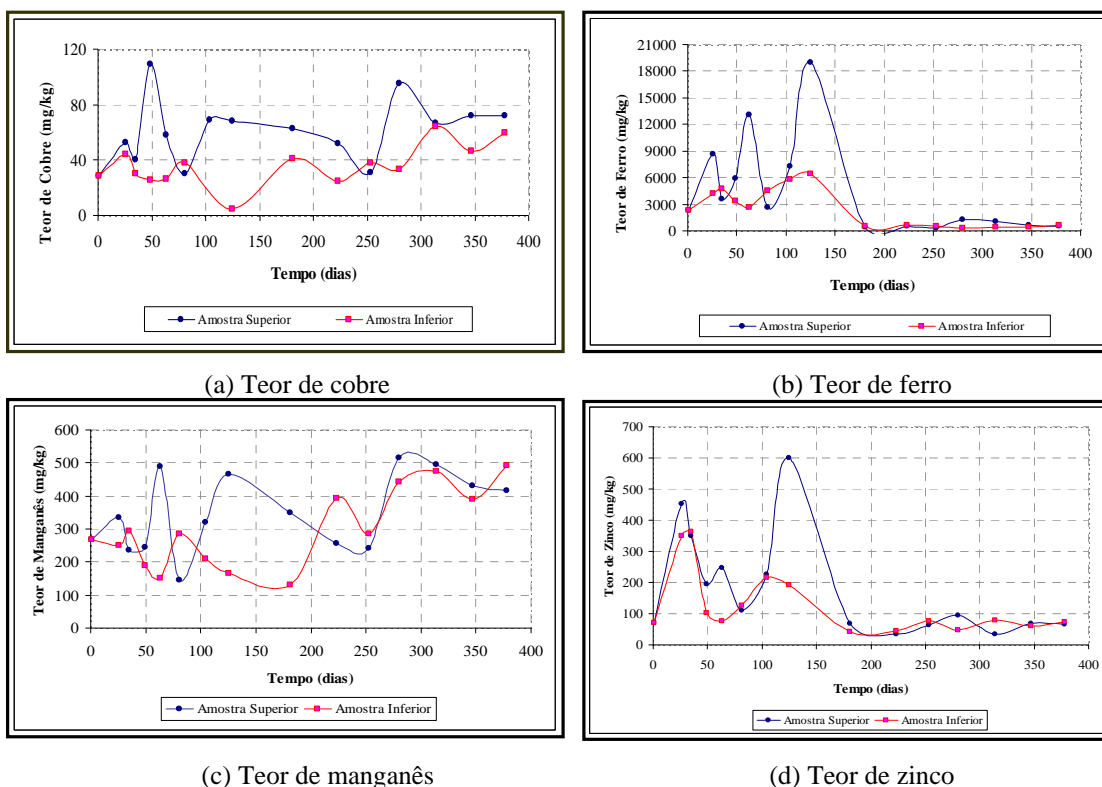 120
80
40
0
0 50 100 150 200 250 300 350 400
Teor de Cobre (mg/kg)
Tempo (dias)
Amostra Superior Amostra Inferior
(a) Teor de cobre
21000
18000
15000
12000
9000
6000
3000
0
0 50 100 150 200 250 300 350 400
Teor de Ferro (mg/kg)
Tempo (dias)
Amostra Superior Amostra Inferior
(b) Teor de ferro
600
500
400
300
200
100
0
0 50 100 150 200 250 300 350 400
Teor de Manganês (mg/kg)
Tempo (dias)
Amostra Superior Amostra Inferior
(c) Teor de manganês
700
600
500
400
300
200
100
0
0 50 100 150 200 250 300 350 400
Teor de Zinco (mg/kg)
Tempo (dias)
Amostra Superior Amostra Inferior
(d) Teor de zinco